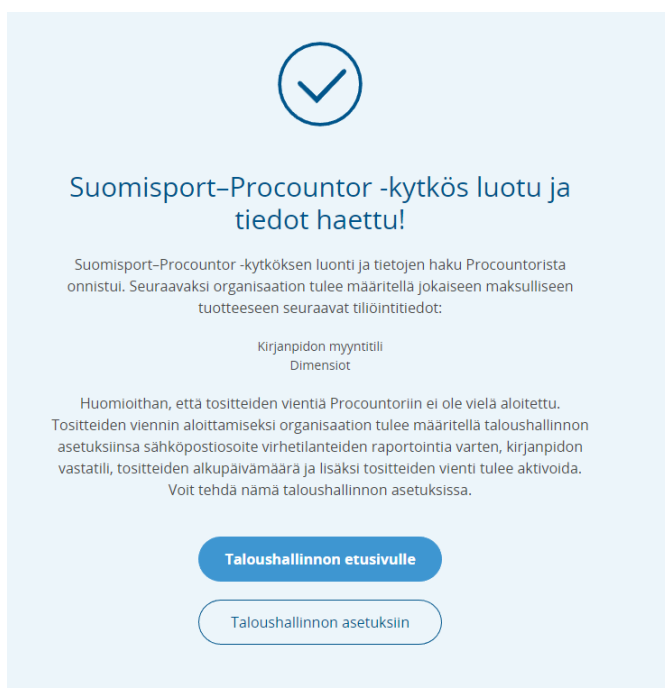 Suomisport–Procountor -kytkös luotu ja
tiedot haettu!
Suomisport–Procountor -kytköksen luonti ja tietojen haku Procountorista
onnistui. Seuraavaksi organisaation tulee määritellä jokaiseen maksulliseen
tuotteeseen seuraavat tiliöintitiedot:
Kirjanpidon myyntitili
Dimensiot
Huomioithan, että tositteiden vientiä Procountoriin ei ole vielä aloitettu.
Tositteiden viennin aloittamiseksi organisaation tulee määritellä taloushallinnon
asetuksiinsa sähköpostiosoite virhetilanteiden raportointia varten, kirjanpidon
vastatili, tositteiden alkupäivämäärä ja lisäksi tositteiden vienti tulee aktivoida.
Voit tehdä nämä taloushallinnon asetuksissa.
Taloushallinnon etusivulle
Taloushallinnon asetuksiin